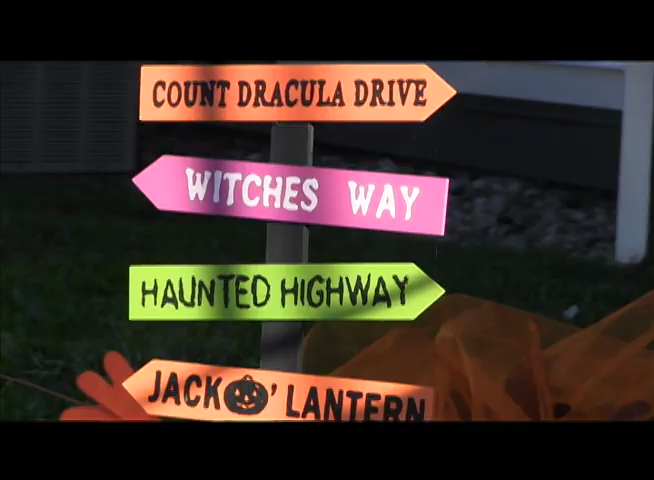 COUNT DRACULA DRIVE
WITCHES WAY
HAUNTED HIGHWAY
JACK O' LANTERN